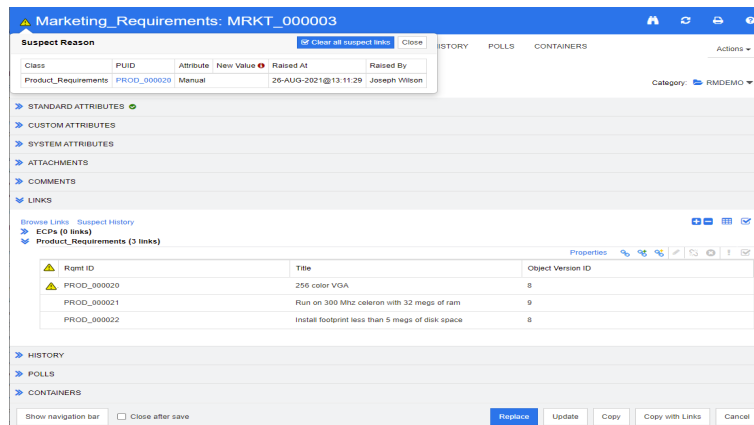 Marketing_Requirements: MRKT_000003
Suspect Reason
Clear all suspect links Close
ISTORY POLLS CONTAINERS
Actions
Class PUID Attribute New Value Raised At Raised By
Product_Requirements PROD_000020 Manual 26-AUG-2021@13:11:29 Joseph Wilson
Category: RMDEMO
STANDARD ATTRIBUTES
CUSTOM ATTRIBUTES
SYSTEM ATTRIBUTES
ATTACHMENTS
COMMENTS
LINKS
Browse Links Suspect History
ECPs (0 links)
Product_Requirements (3 links)
Properties
Rqmt ID Title Object Version ID
PROD_000020 256 color VGA 8
PROD_000021 Run on 300 Mhz celeron with 32 megs of ram 9
PROD_000022 Install footprint less than 5 megs of disk space 8
HISTORY
POLLS
CONTAINERS
Show navigation bar Close after save Replace Update Copy Copy with Links Cancel